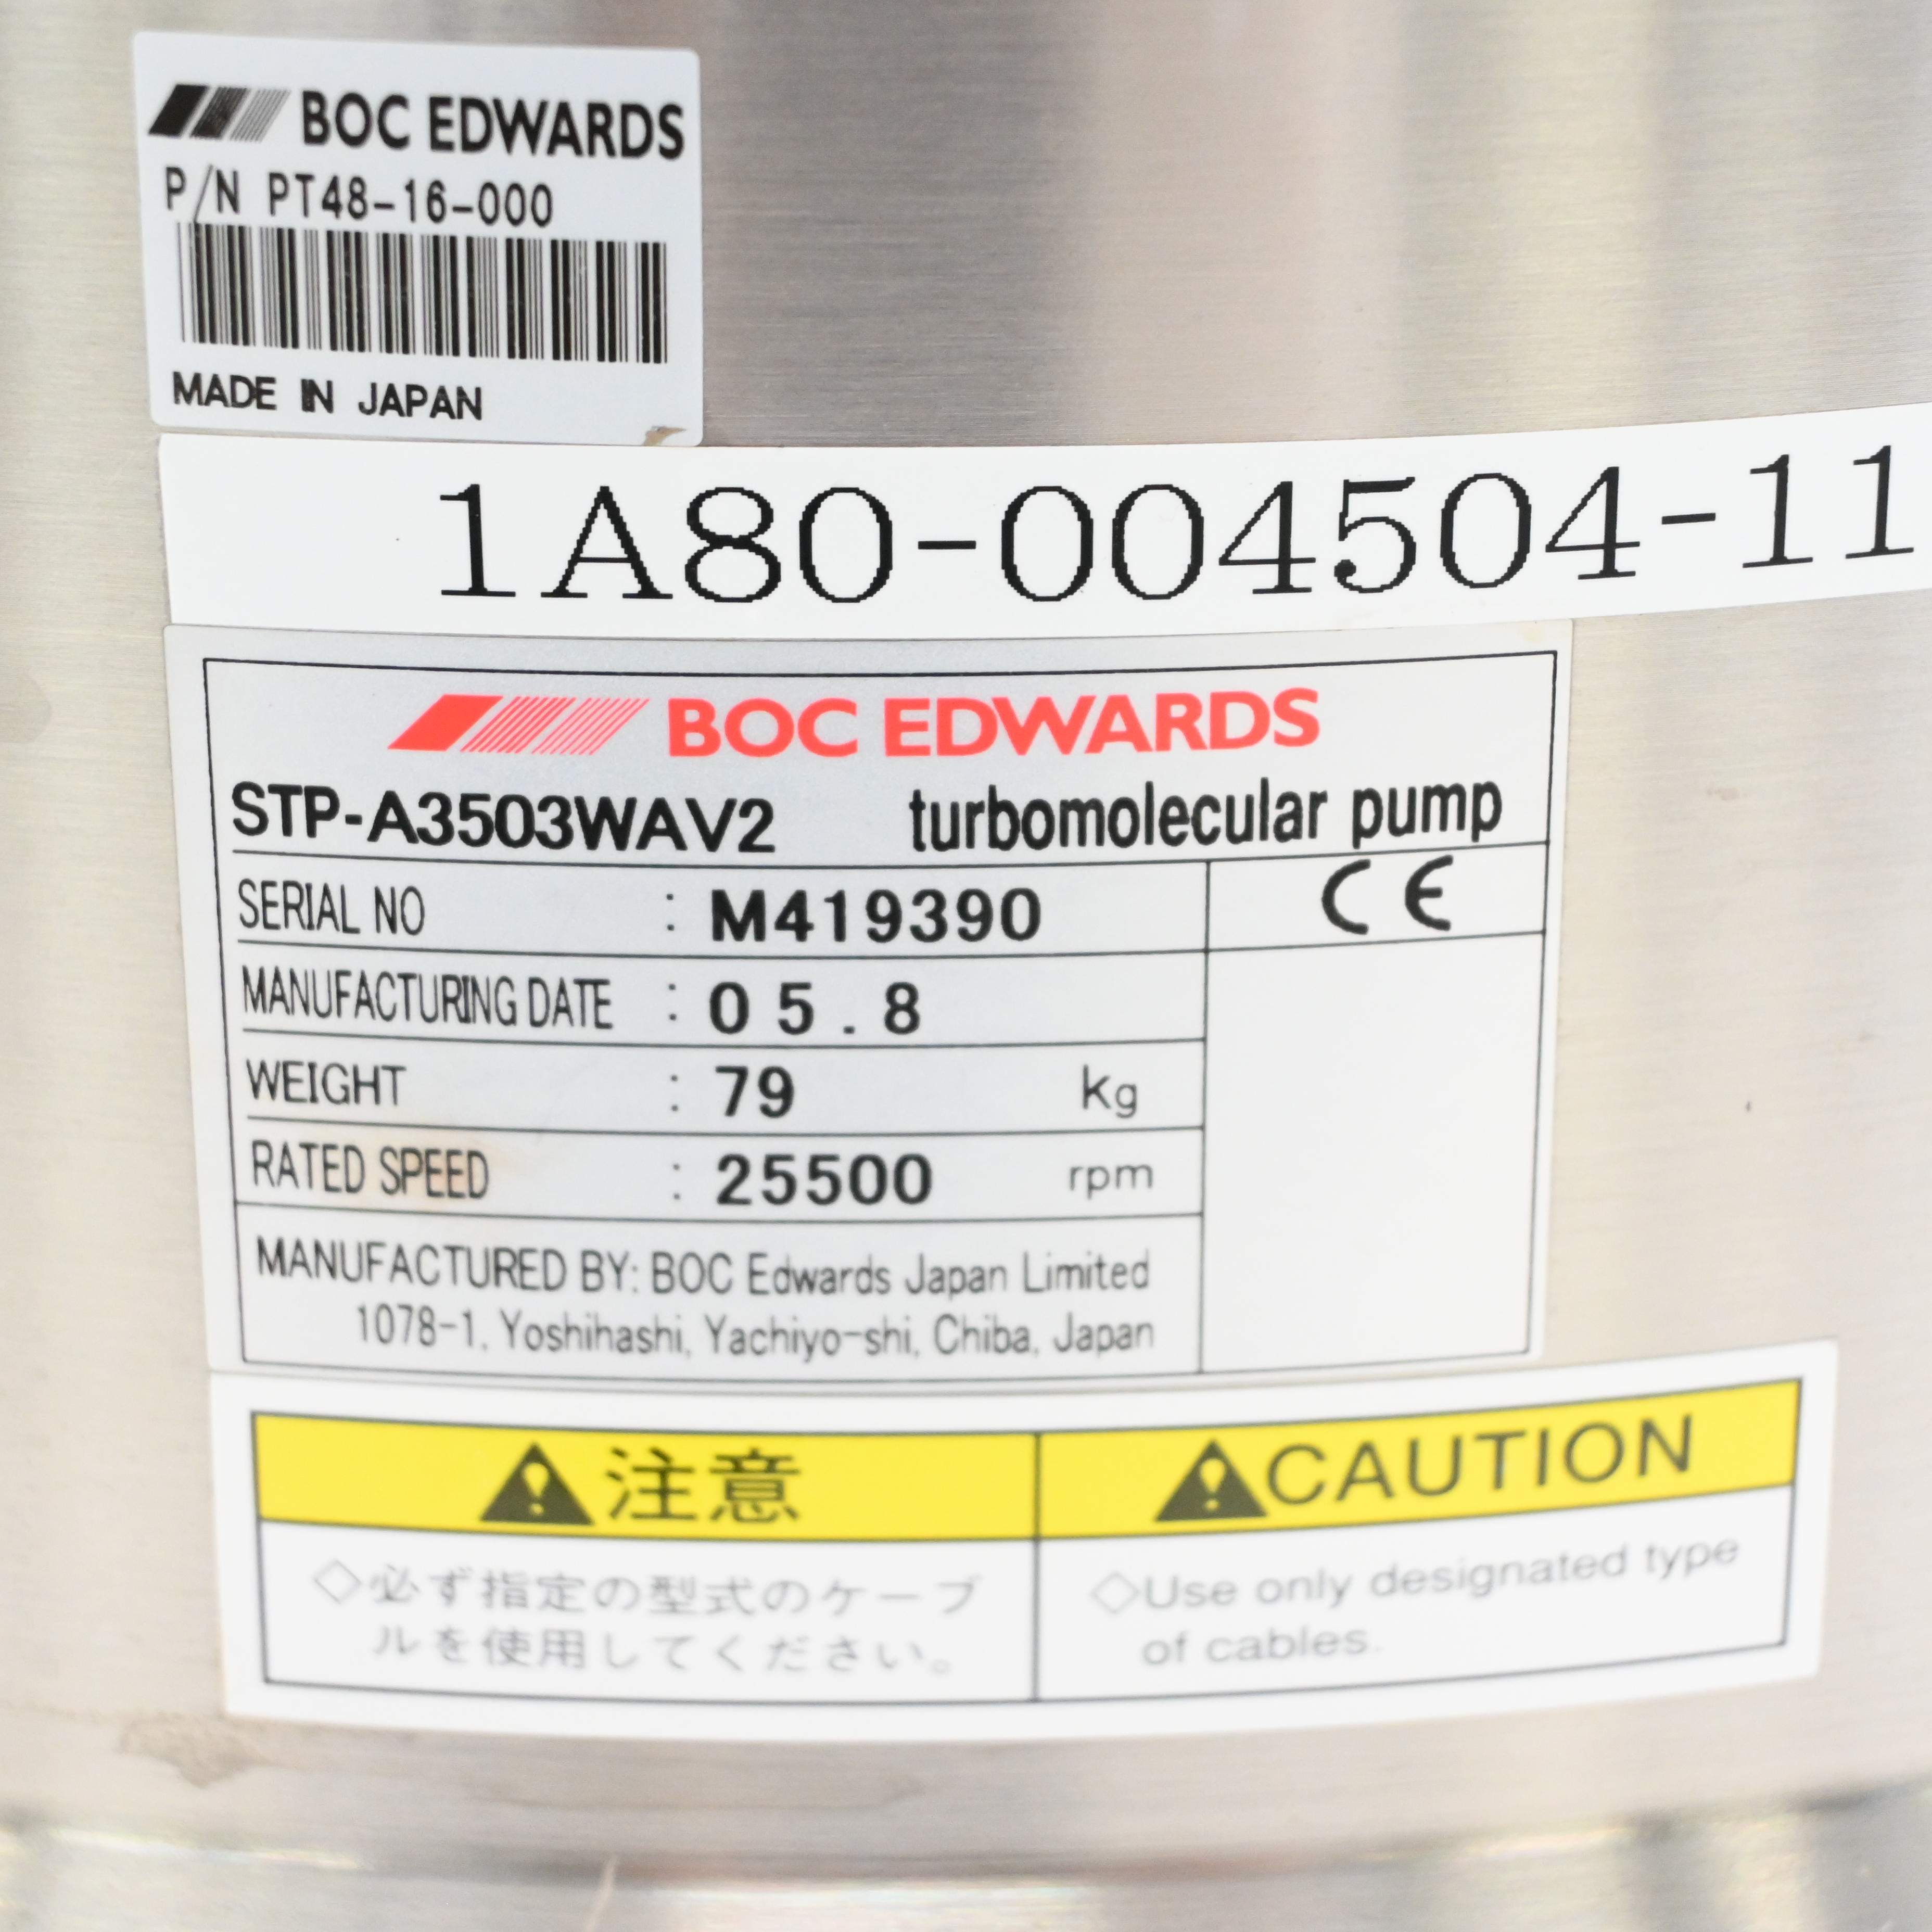 BOC EDWARDS
P/N PT48-16-000
MADE IN JAPAN
1A80-004504-11
BOC EDWARDS
STP-A3503WAV2 turbomolecular pump
SERIAL NO : M419390 CE
MANUFACTURING DATE : 05.8
WEIGHT : 79 kg
RATED SPEED : 25500 rpm
MANUFACTURED BY: BOC Edwards Japan Limited
1078-1, Yoshihashi, Yachiyo-shi, Chiba, Japan
注意
◇必ず指定の型式のケーブ
ルを使用してください。
CAUTION
◇Use only designated type
of cables.